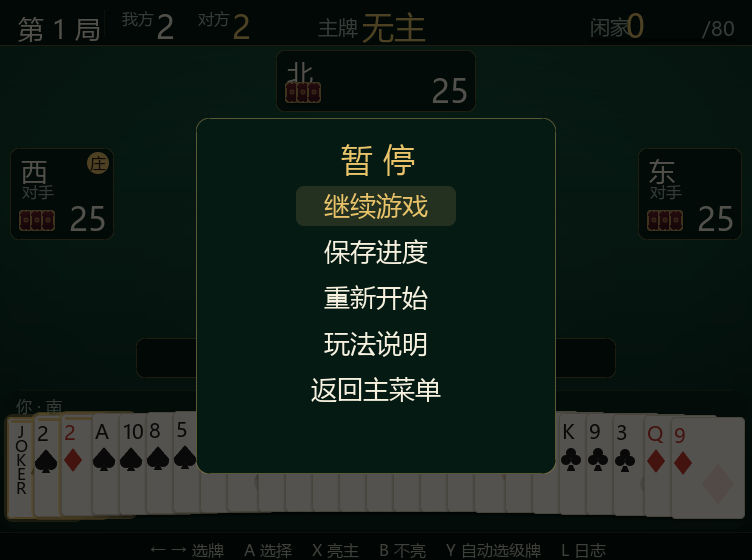 第 1 局 我方 2 对方 2 主牌 无主 闲家 0 /80
北
25
西 庄
对手
25
东
对手
25
暂 停
继续游戏
保存进度
重新开始
玩法说明
返回主菜单
你 · 南
JOKER 2 2 A 10 8 5 K 9 3 Q 9
← → 选牌 A 选择 X 亮主 B 不亮 Y 自动选级牌 L 日志